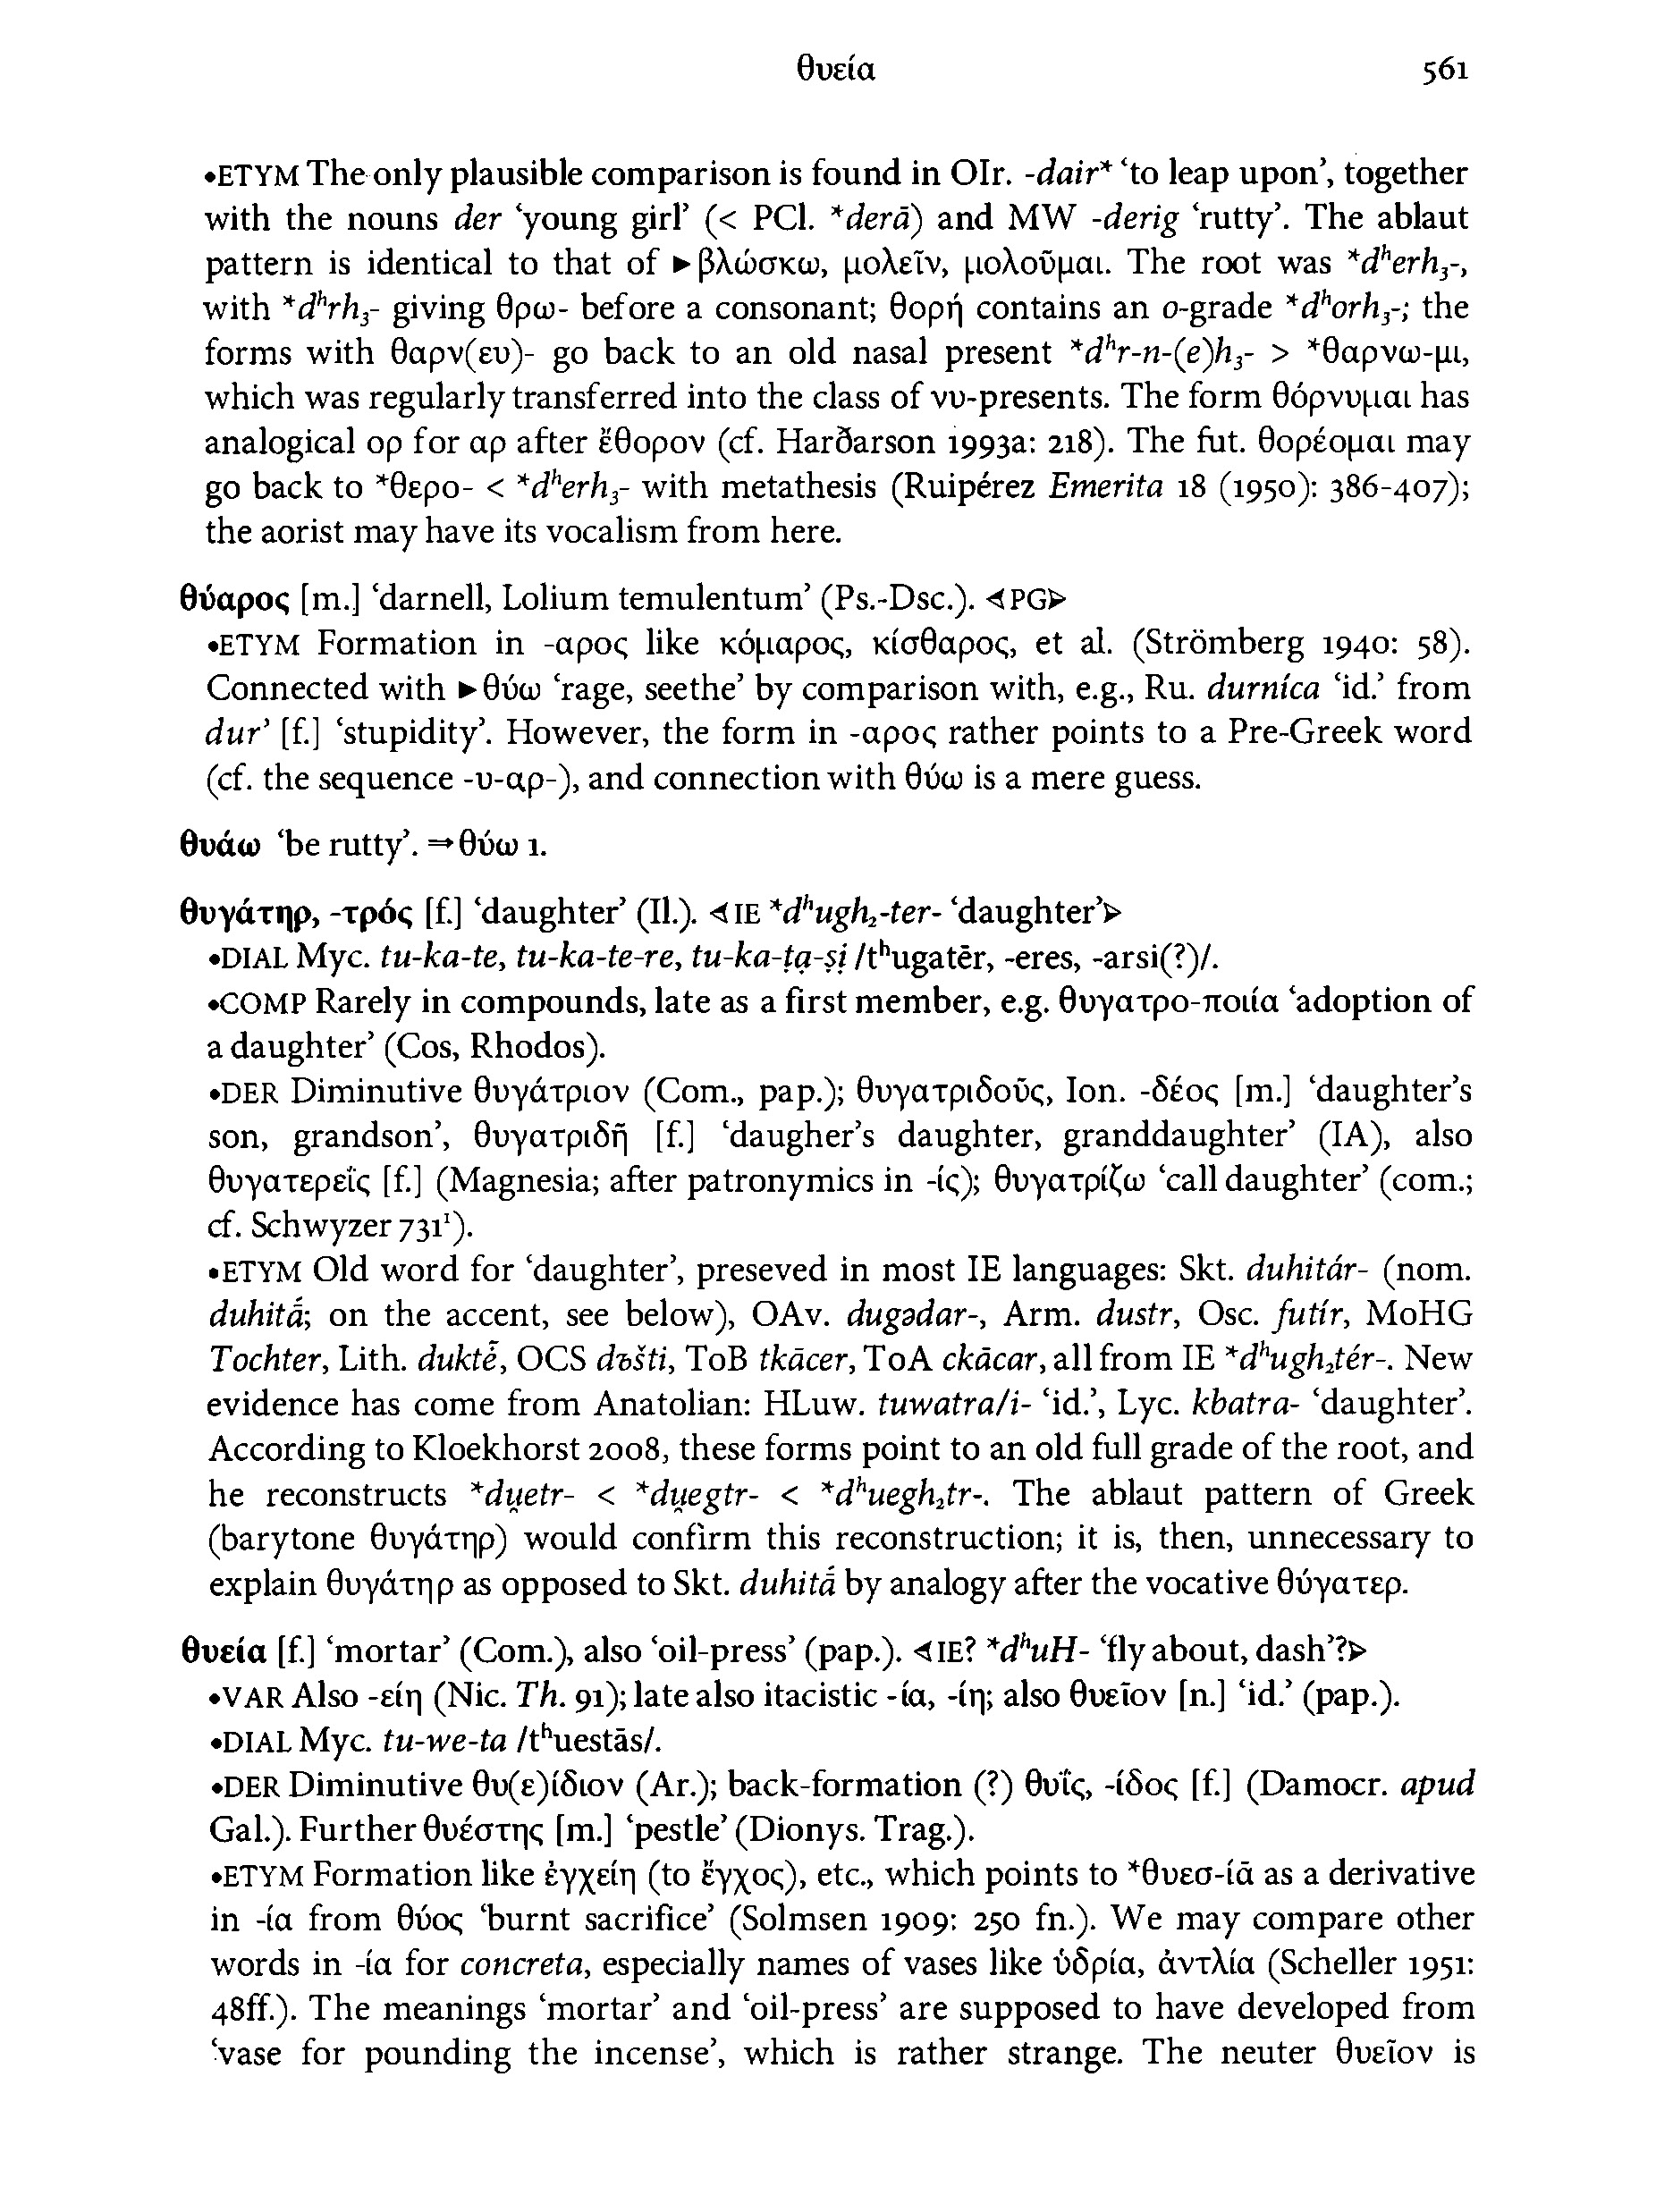 θυεία 561
•ETYM The only plausible comparison is found in OIr. -dair* ‘to leap upon’, together
with the nouns der ‘young girl’ (< PCl. *derā) and MW -derig ‘rutty’. The ablaut
pattern is identical to that of ►βλώσκω, μολεῖν, μολοῦμαι. The root was *dʰerh₃-,
with *dʰrh₃- giving θρω- before a consonant; θορή contains an o-grade *dʰorh₃-; the
forms with θαρν(ευ)- go back to an old nasal present *dʰr-n-(e)h₃- > *θαρνω-μι,
which was regularly transferred into the class of νυ-presents. The form θόρνυμαι has
analogical ορ for αρ after ἔθορον (cf. Harðarson 1993a: 218). The fut. θορέομαι may
go back to *θερο- < *dʰerh₃- with metathesis (Ruipérez Emerita 18 (1950): 386-407);
the aorist may have its vocalism from here.
θύαρος [m.] ‘darnell, Lolium temulentum’ (Ps.-Dsc.). ⊲PG⊳
•ETYM Formation in -αρος like κόμαρος, κίσθαρος, et al. (Strömberg 1940: 58).
Connected with ►θύω ‘rage, seethe’ by comparison with, e.g., Ru. durníca ‘id.’ from
dur’ [f.] ‘stupidity’. However, the form in -αρος rather points to a Pre-Greek word
(cf. the sequence -υ-αρ-), and connection with θύω is a mere guess.
θυάω ‘be rutty’. ⇒θύω 1.
θυγάτηρ, -τρός [f.] ‘daughter’ (Il.). ⊲IE *dʰugh₂-ter- ‘daughter’⊳
•DIAL Myc. tu-ka-te, tu-ka-te-re, tu-ka-ṭạ-ṣị /tʰugatēr, -eres, -arsi(?)/.
•COMP Rarely in compounds, late as a first member, e.g. θυγατρο-ποιία ‘adoption of
a daughter’ (Cos, Rhodos).
•DER Diminutive θυγάτριον (Com., pap.); θυγατριδοῦς, Ion. -δέος [m.] ‘daughter’s
son, grandson’, θυγατριδῆ [f.] ‘daugher’s daughter, granddaughter’ (IA), also
θυγατερεΐς [f.] (Magnesia; after patronymics in -ίς); θυγατρίζω ‘call daughter’ (com.;
cf. Schwyzer 731¹).
•ETYM Old word for ‘daughter’, preseved in most IE languages: Skt. duhitár- (nom.
duhitā́; on the accent, see below), OAv. dugədar-, Arm. dustr, Osc. futír, MoHG
Tochter, Lith. duktė̃, OCS dъšti, ToB tkācer, ToA ckācar, all from IE *dʰugh₂tér-. New
evidence has come from Anatolian: HLuw. tuwatra/i- ‘id.’, Lyc. kbatra- ‘daughter’.
According to Kloekhorst 2008, these forms point to an old full grade of the root, and
he reconstructs *du̯etr- < *du̯egtr- < *dʰuegh₂tr-. The ablaut pattern of Greek
(barytone θυγάτηρ) would confirm this reconstruction; it is, then, unnecessary to
explain θυγάτηρ as opposed to Skt. duhitā́ by analogy after the vocative θύγατερ.
θυεία [f.] ‘mortar’ (Com.), also ‘oil-press’ (pap.). ⊲IE? *dʰuH- ‘fly about, dash’?⊳
•VAR Also -είη (Nic. Th. 91); late also itacistic -ία, -ίη; also θυεῖον [n.] ‘id.’ (pap.).
•DIAL Myc. tu-we-ta /tʰuestās/.
•DER Diminutive θυ(ε)ίδιον (Ar.); back-formation (?) θυΐς, -ίδος [f.] (Damocr. apud
Gal.). Further θυέστης [m.] ‘pestle’ (Dionys. Trag.).
•ETYM Formation like ἐγχείη (to ἔγχος), etc., which points to *θυεσ-ίᾱ as a derivative
in -ία from θύος ‘burnt sacrifice’ (Solmsen 1909: 250 fn.). We may compare other
words in -ία for concreta, especially names of vases like ὑδρία, ἀντλία (Scheller 1951:
48ff.). The meanings ‘mortar’ and ‘oil-press’ are supposed to have developed from
‘vase for pounding the incense’, which is rather strange. The neuter θυεῖον is